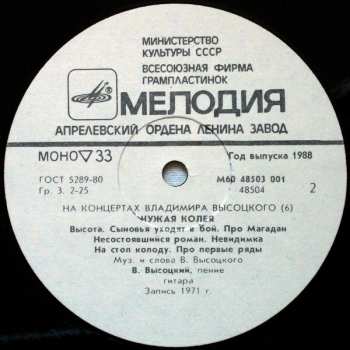 МИНИСТЕРСТВО
КУЛЬТУРЫ СССР
ВСЕСОЮЗНАЯ ФИРМА
ГРАМПЛАСТИНОК
МЕЛОДИЯ
АПРЕЛЕВСКИЙ ОРДЕНА ЛЕНИНА ЗАВОД
МОНО ▽ 33 Год выпуска 1988
ГОСТ 5289-80 М60 48503 001
Гр. 3. 2-25 48504 2
НА КОНЦЕРТАХ ВЛАДИМИРА ВЫСОЦКОГО (6)
ЧУЖАЯ КОЛЕЯ
Высота. Сыновья уходят в бой. Про Магадан
Несостоявшийся роман. Невидимка
На стол колоду. Про первые ряды
Муз. и слова В. Высоцкого
В. Высоцкий, пение
гитара
Запись 1971 г.